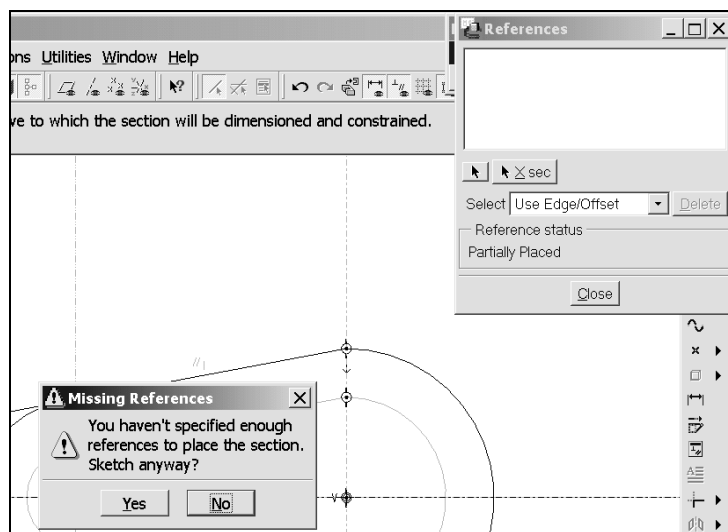 References
ons Utilities Window Help
ve to which the section will be dimensioned and constrained.
X sec
Select Use Edge/Offset Delete
Reference status
Partially Placed
Close
Missing References
You haven't specified enough
references to place the section.
Sketch anyway?
Yes No
//1
V